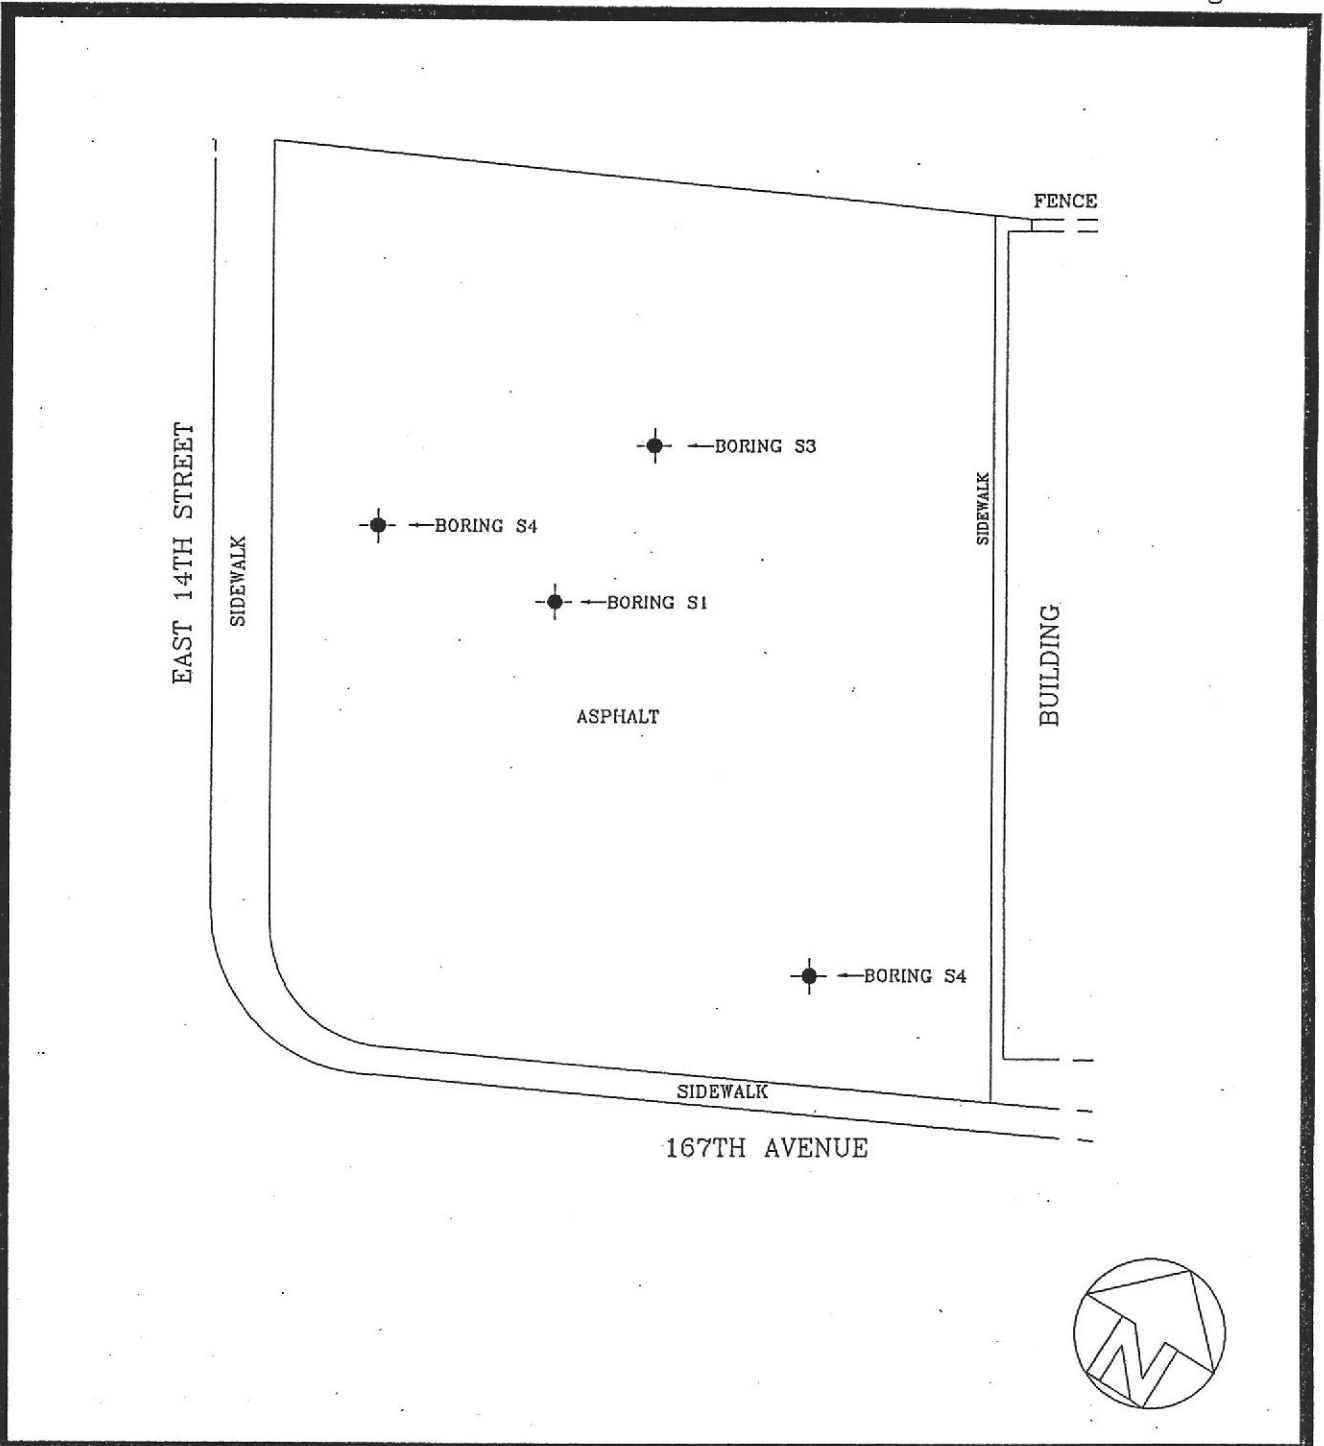 FENCE
BORING S3
EAST 14TH STREET
SIDEWALK
BORING S4
SIDEWALK
BORING S1
BUILDING
ASPHALT
BORING S4
SIDEWALK
167TH AVENUE
N